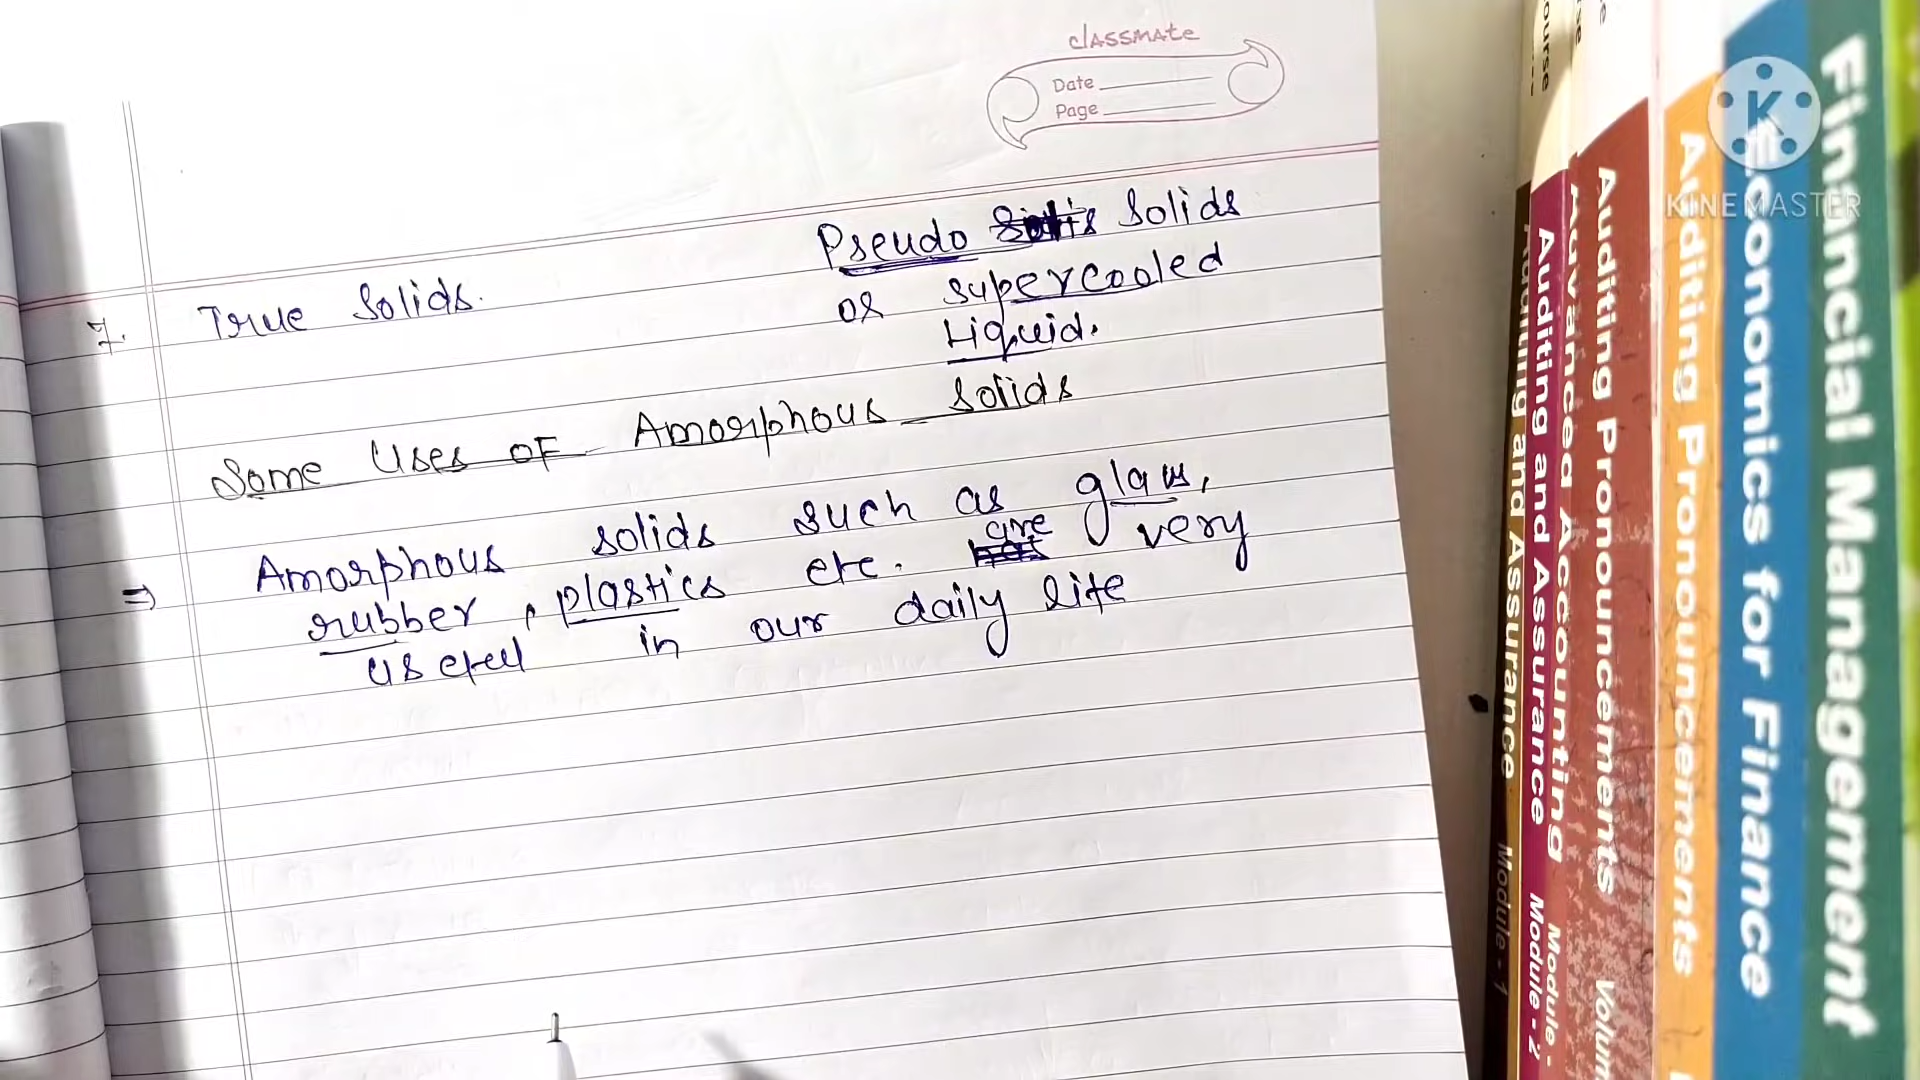 classmate
Date
Page
7. True Solids. Pseudo Solids
or supercooled
Liquid.
Some Uses OF Amorphous solids
⇒ Amorphous solids such as glass,
rubber, plastics etc. are very
useful in our daily life
KINEMASTER
Financial Management
Economics for Finance
Auditing Pronouncements
Auditing Pronouncements
Advanced Accounting Module -
Auditing and Assurance Module - 2
Auditing and Assurance Module - 1